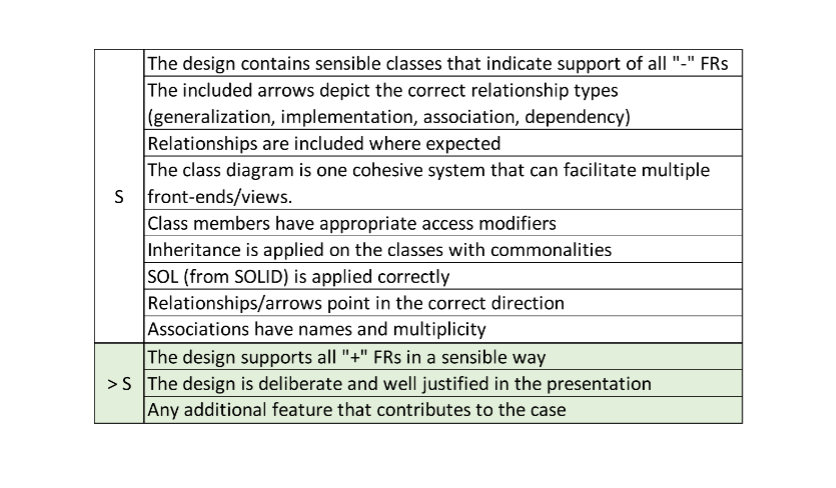 The design contains sensible classes that indicate support of all "-" FRs
The included arrows depict the correct relationship types
(generalization, implementation, association, dependency)
Relationships are included where expected
The class diagram is one cohesive system that can facilitate multiple
S
front-ends/views.
Class members have appropriate access modifiers
Inheritance is applied on the classes with commonalities
SOL (from SOLID) is applied correctly
Relationships/arrows point in the correct direction
Associations have names and multiplicity
The design supports all "+" FRs in a sensible way
> S
The design is deliberate and well justified in the presentation
Any additional feature that contributes to the case